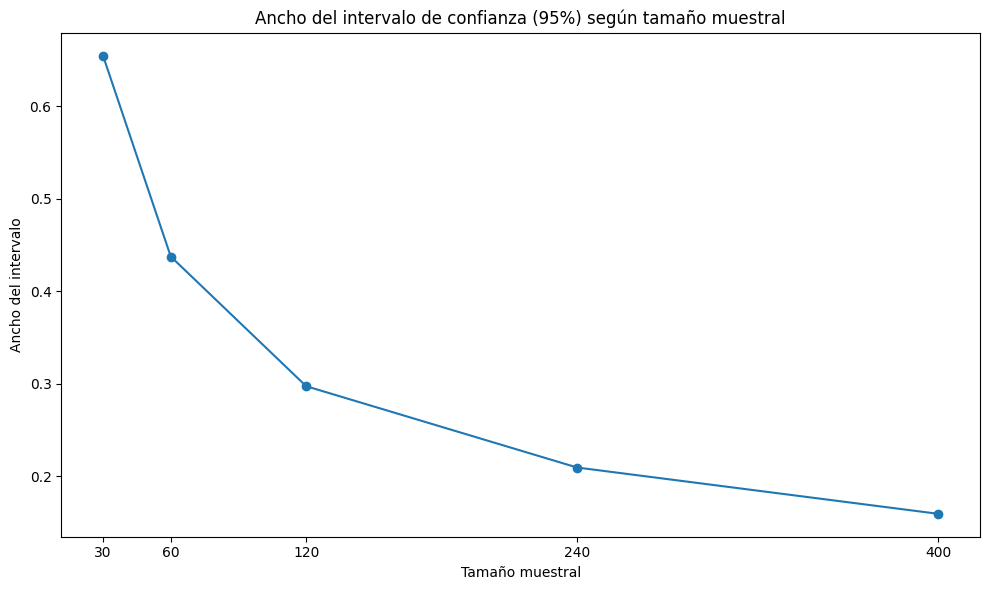 Ancho del intervalo de confianza (95%) según tamaño muestral
Ancho del intervalo
0.6
0.5
0.4
0.3
0.2
30 60 120 240 400
Tamaño muestral